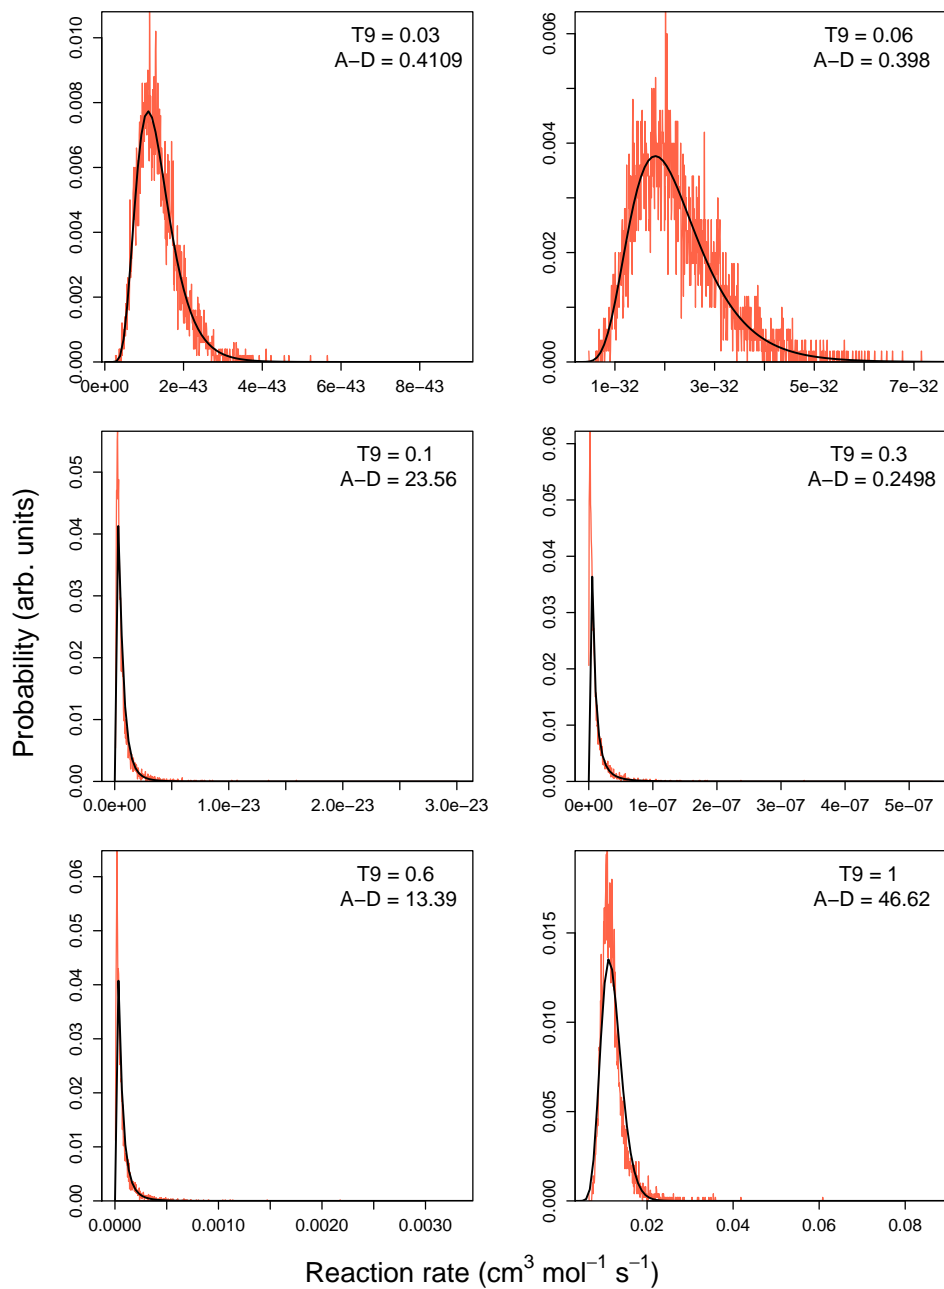 T9 = 0.03
A−D = 0.4109
0.000
0.002
0.004
0.006
0.008
0.010
0e+00
2e−43
4e−43
6e−43
8e−43
T9 = 0.06
A−D = 0.398
0.000
0.002
0.004
0.006
1e−32
3e−32
5e−32
7e−32
T9 = 0.1
A−D = 23.56
0.00
0.01
0.02
0.03
0.04
0.05
0.0e+00
1.0e−23
2.0e−23
3.0e−23
T9 = 0.3
A−D = 0.2498
0.00
0.01
0.02
0.03
0.04
0.05
0.06
0e+00
1e−07
2e−07
3e−07
4e−07
5e−07
T9 = 0.6
A−D = 13.39
0.00
0.01
0.02
0.03
0.04
0.05
0.06
0.0000
0.0010
0.0020
0.0030
T9 = 1
A−D = 46.62
0.000
0.005
0.010
0.015
0.02
0.04
0.06
0.08
Probability (arb. units)
Reaction rate (cm³ mol⁻¹ s⁻¹)